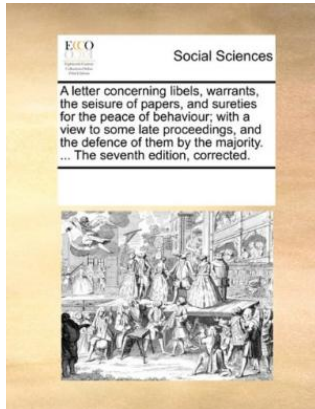 ECCO
Social Sciences
A letter concerning libels, warrants,
the seisure of papers, and sureties
for the peace of behaviour; with a
view to some late proceedings, and
the defence of them by the majority.
... The seventh edition, corrected.